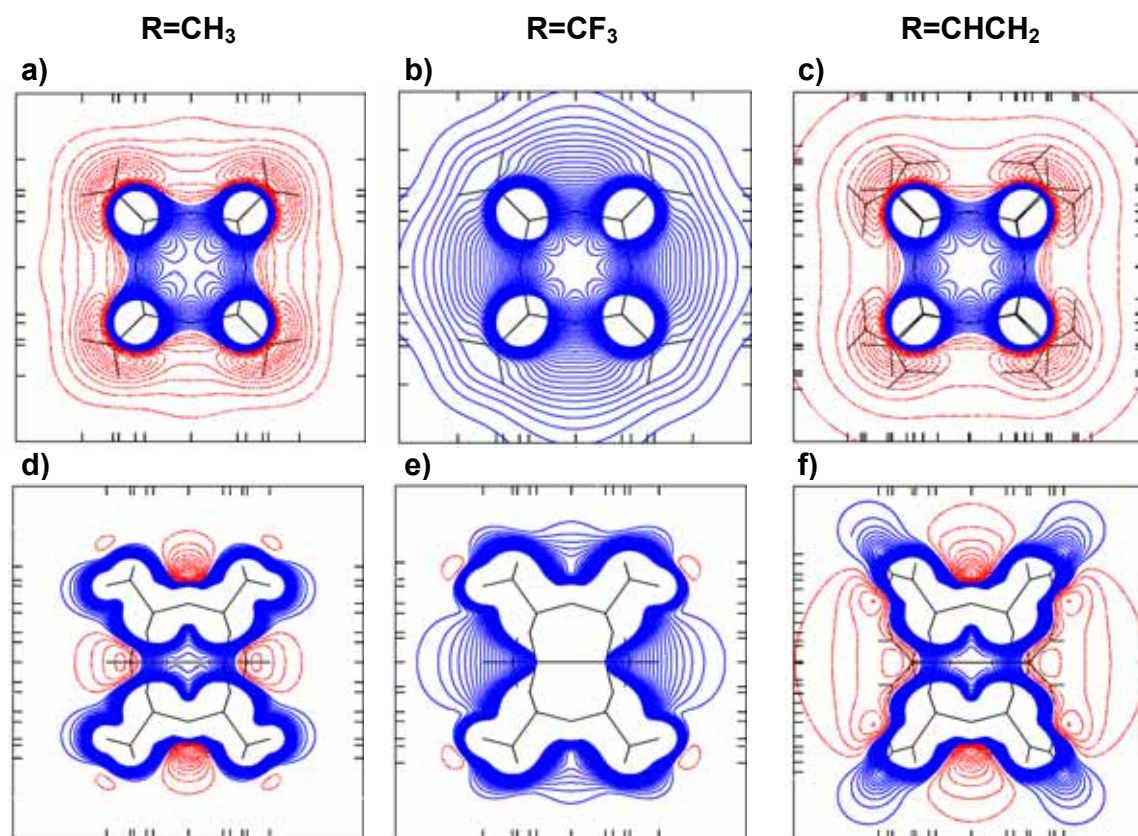 R=CH₃ R=CF₃ R=CHCH₂
a) b) c)
d) e) f)